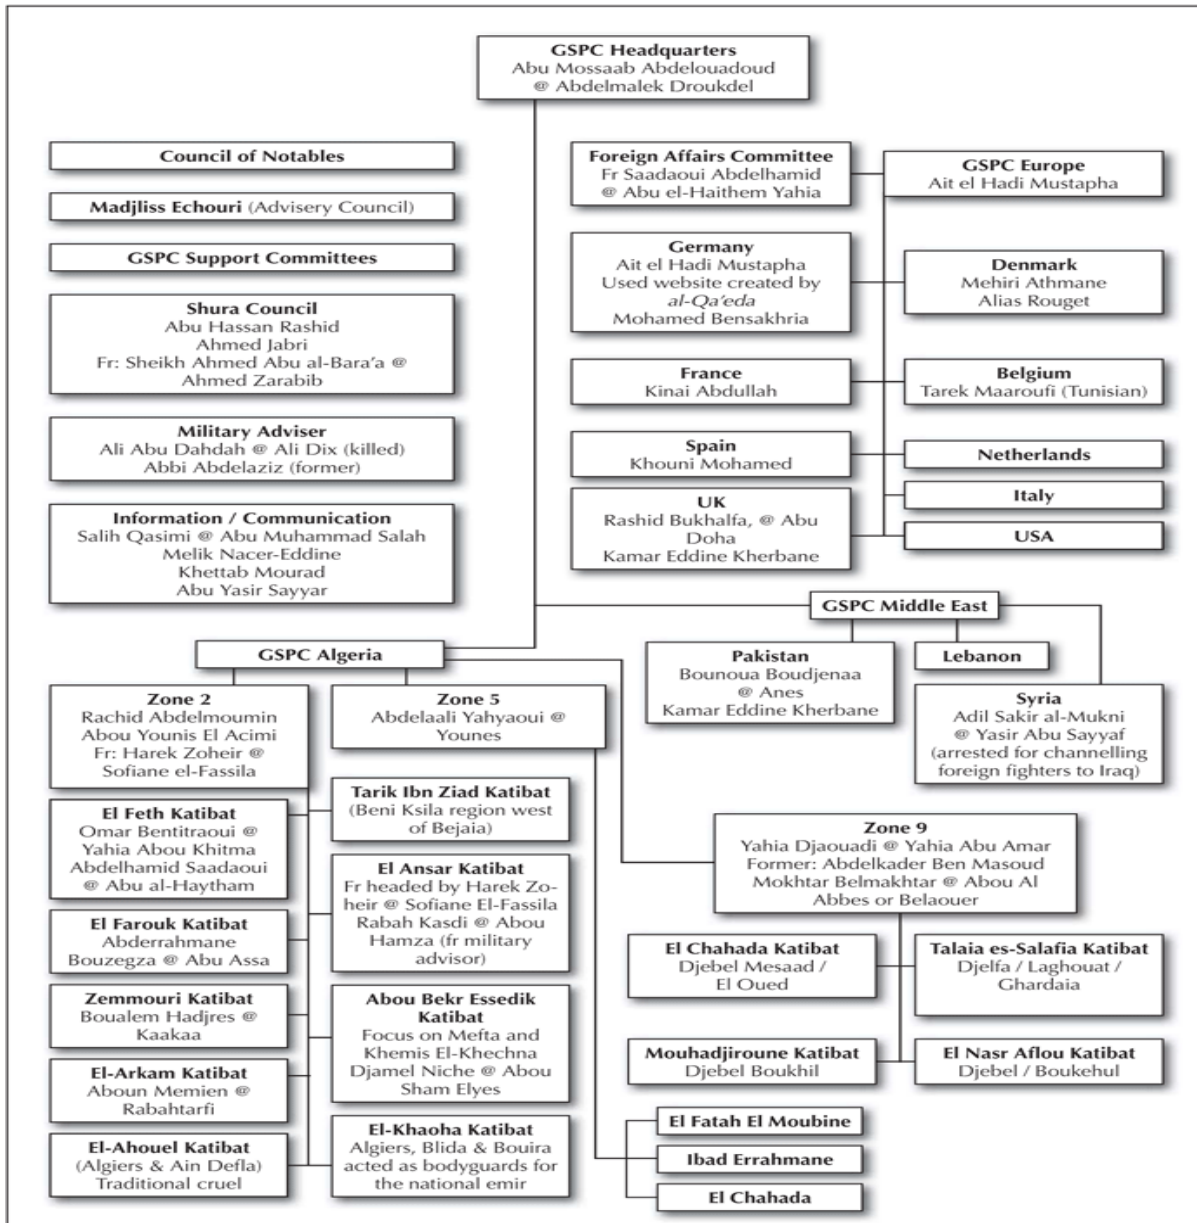 GSPC Headquarters
Abu Mossaab Abdelouadoud
@ Abdelmalek Droukdel
Council of Notables
Madjliss Echouri (Advisery Council)
GSPC Support Committees
Shura Council
Abu Hassan Rashid
Ahmed Jabri
Fr: Sheikh Ahmed Abu al-Bara'a @
Ahmed Zarabib
Military Adviser
Ali Abu Dahdah @ Ali Dix (killed)
Abbi Abdelaziz (former)
Information / Communication
Salih Qasimi @ Abu Muhammad Salah
Melik Nacer-Eddine
Khettab Mourad
Abu Yasir Sayyar
Foreign Affairs Committee
Fr Saadaoui Abdelhamid
@ Abu el-Haithem Yahia
GSPC Europe
Ait el Hadi Mustapha
Germany
Ait el Hadi Mustapha
Used website created by
al-Qa'eda
Mohamed Bensakhria
Denmark
Mehiri Athmane
Alias Rouget
France
Kinai Abdullah
Belgium
Tarek Maaroufi (Tunisian)
Spain
Khouni Mohamed
Netherlands
Italy
UK
Rashid Bukhalfa, @ Abu
Doha
Kamar Eddine Kherbane
USA
GSPC Middle East
Pakistan
Bounoua Boudjenaa
@ Anes
Kamar Eddine Kherbane
Lebanon
Syria
Adil Sakir al-Mukni
@ Yasir Abu Sayyaf
(arrested for channelling
foreign fighters to Iraq)
GSPC Algeria
Zone 2
Rachid Abdelmoumin
Abou Younis El Acimi
Fr: Harek Zoheir @
Sofiane el-Fassila
Zone 5
Abdelaali Yahyaoui @
Younes
El Feth Katibat
Omar Bentitraoui @
Yahia Abou Khitma
Abdelhamid Saadaoui
@ Abu al-Haytham
Tarik Ibn Ziad Katibat
(Beni Ksila region west
of Bejaia)
El Farouk Katibat
Abderrahmane
Bouzegza @ Abu Assa
El Ansar Katibat
Fr headed by Harek Zo-
heir @ Sofiane El-Fassila
Rabah Kasdi @ Abou
Hamza (fr military
advisor)
Zemmouri Katibat
Boualem Hadjres @
Kaakaa
Abou Bekr Essedik
Katibat
Focus on Mefta and
Khemis El-Khechna
Djamel Niche @ Abou
Sham Elyes
El-Arkam Katibat
Aboun Memien @
Rabahtarfi
El-Ahouel Katibat
(Algiers & Ain Defla)
Traditional cruel
El-Khaoha Katibat
Algiers, Blida & Bouira
acted as bodyguards for
the national emir
Zone 9
Yahia Djaouadi @ Yahia Abu Amar
Former: Abdelkader Ben Masoud
Mokhtar Belmakhtar @ Abou Al
Abbes or Belaouer
El Chahada Katibat
Djebel Mesaad /
El Oued
Talaia es-Salafia Katibat
Djelfa / Laghouat /
Ghardaia
Mouhadjiroune Katibat
Djebel Boukhil
El Nasr Aflou Katibat
Djebel / Boukehul
El Fatah El Moubine
Ibad Errahmane
El Chahada